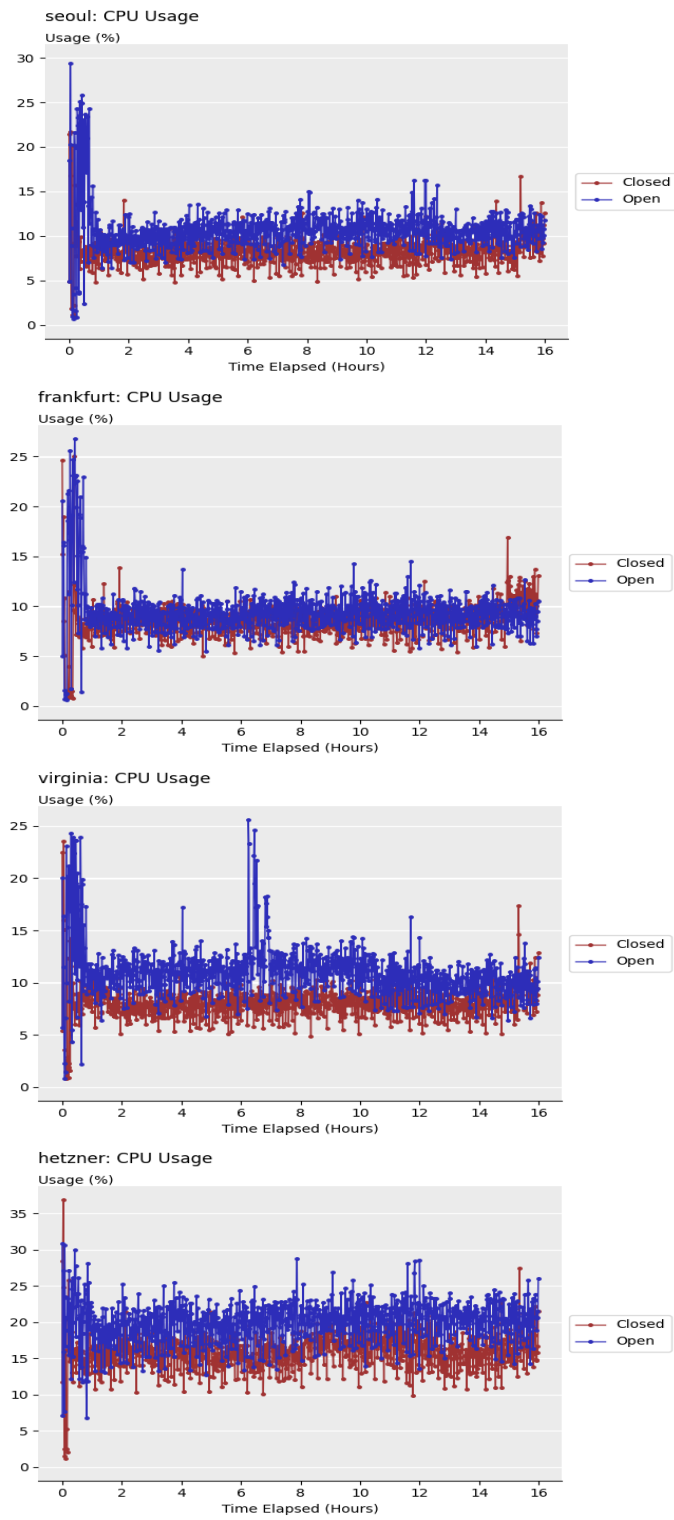 seoul: CPU Usage
Usage (%)
30
25
20
15
10
5
0
0 2 4 6 8 10 12 14 16
Time Elapsed (Hours)
Closed
Open
frankfurt: CPU Usage
Usage (%)
25
20
15
10
5
0
0 2 4 6 8 10 12 14 16
Time Elapsed (Hours)
Closed
Open
virginia: CPU Usage
Usage (%)
25
20
15
10
5
0
0 2 4 6 8 10 12 14 16
Time Elapsed (Hours)
Closed
Open
hetzner: CPU Usage
Usage (%)
35
30
25
20
15
10
5
0
0 2 4 6 8 10 12 14 16
Time Elapsed (Hours)
Closed
Open